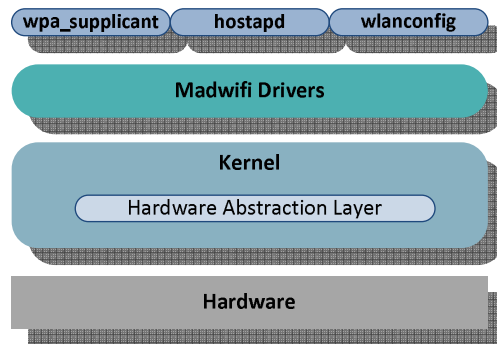 wpa_supplicant hostapd wlanconfig
Madwifi Drivers
Kernel
Hardware Abstraction Layer
Hardware